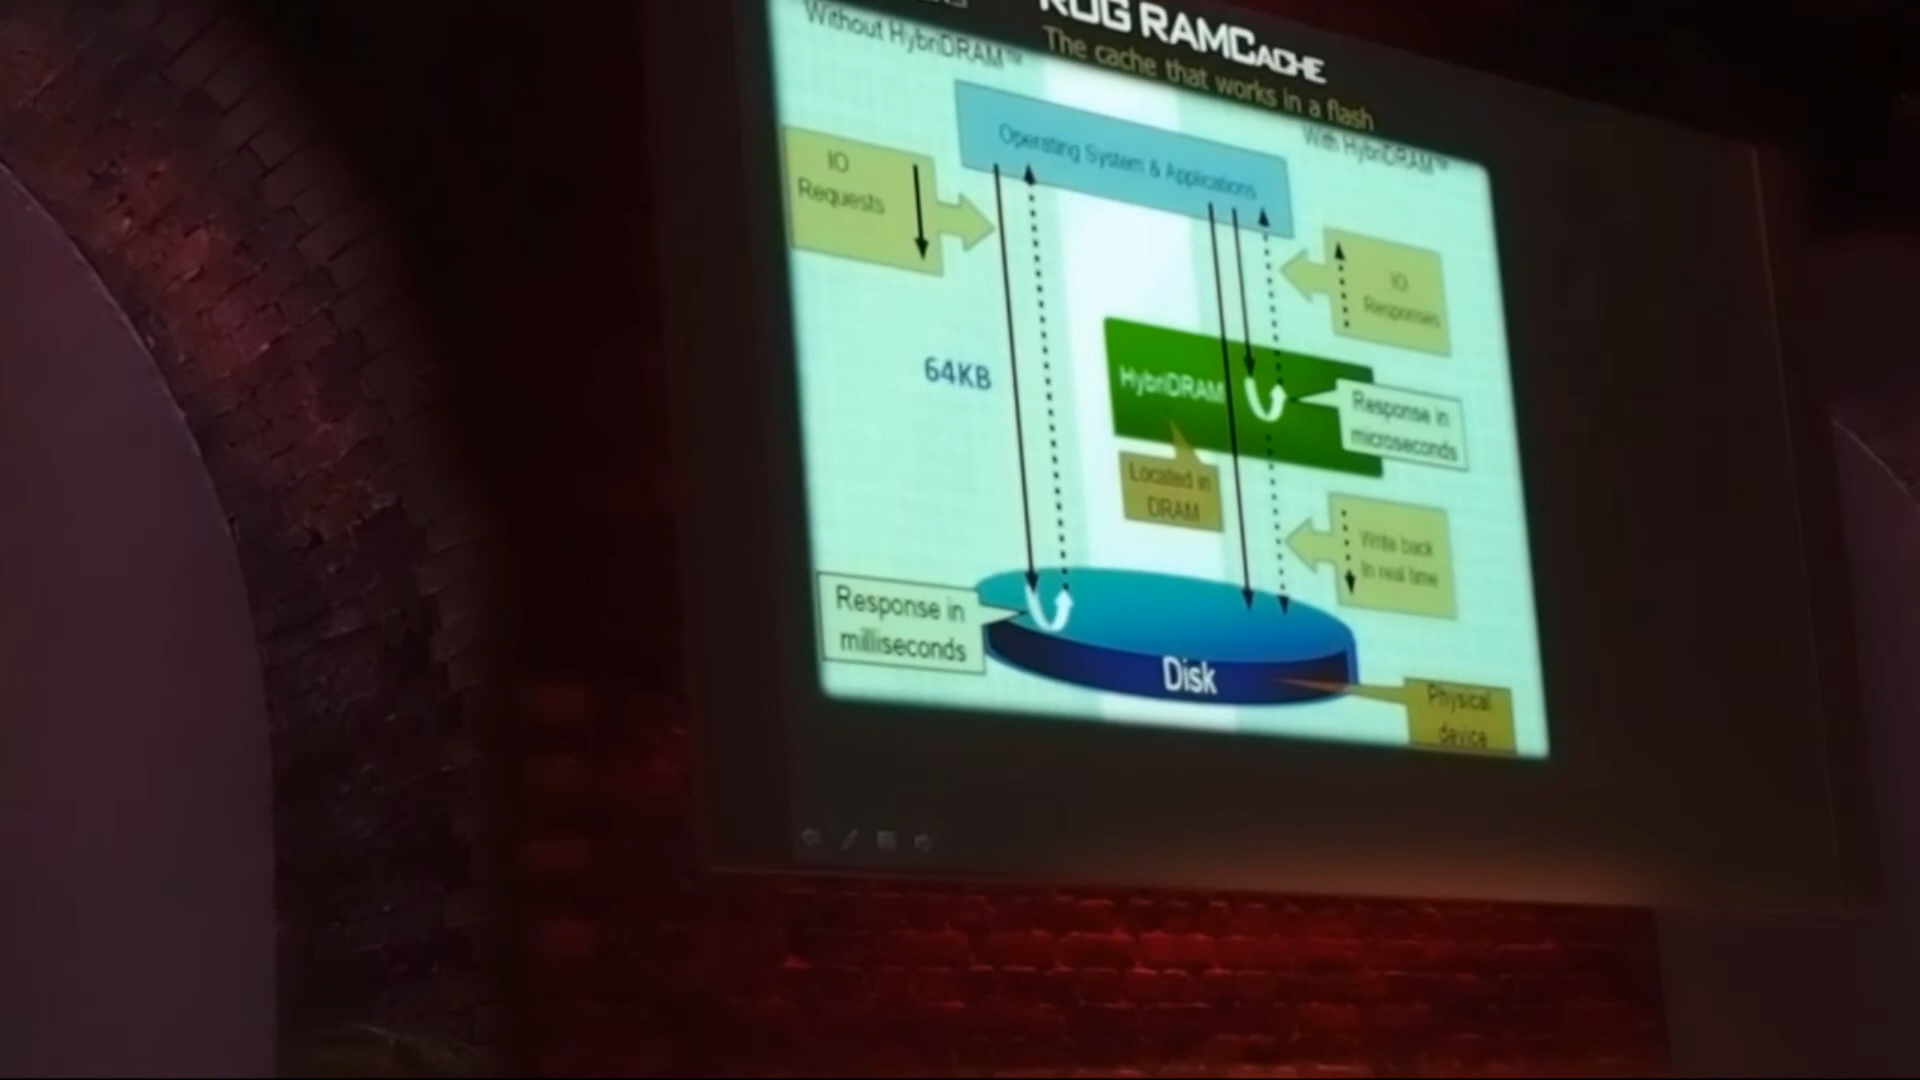 ROG RAMCACHE
The cache that works in a flash
Without HybriDRAM™
With HybriDRAM™
Operating System & Applications
IO
Requests
IO
Responses
64KB
HybriDRAM
Response in
microseconds
Located in
DRAM
Write back
in real time
Response in
milliseconds
Disk
Physical
device